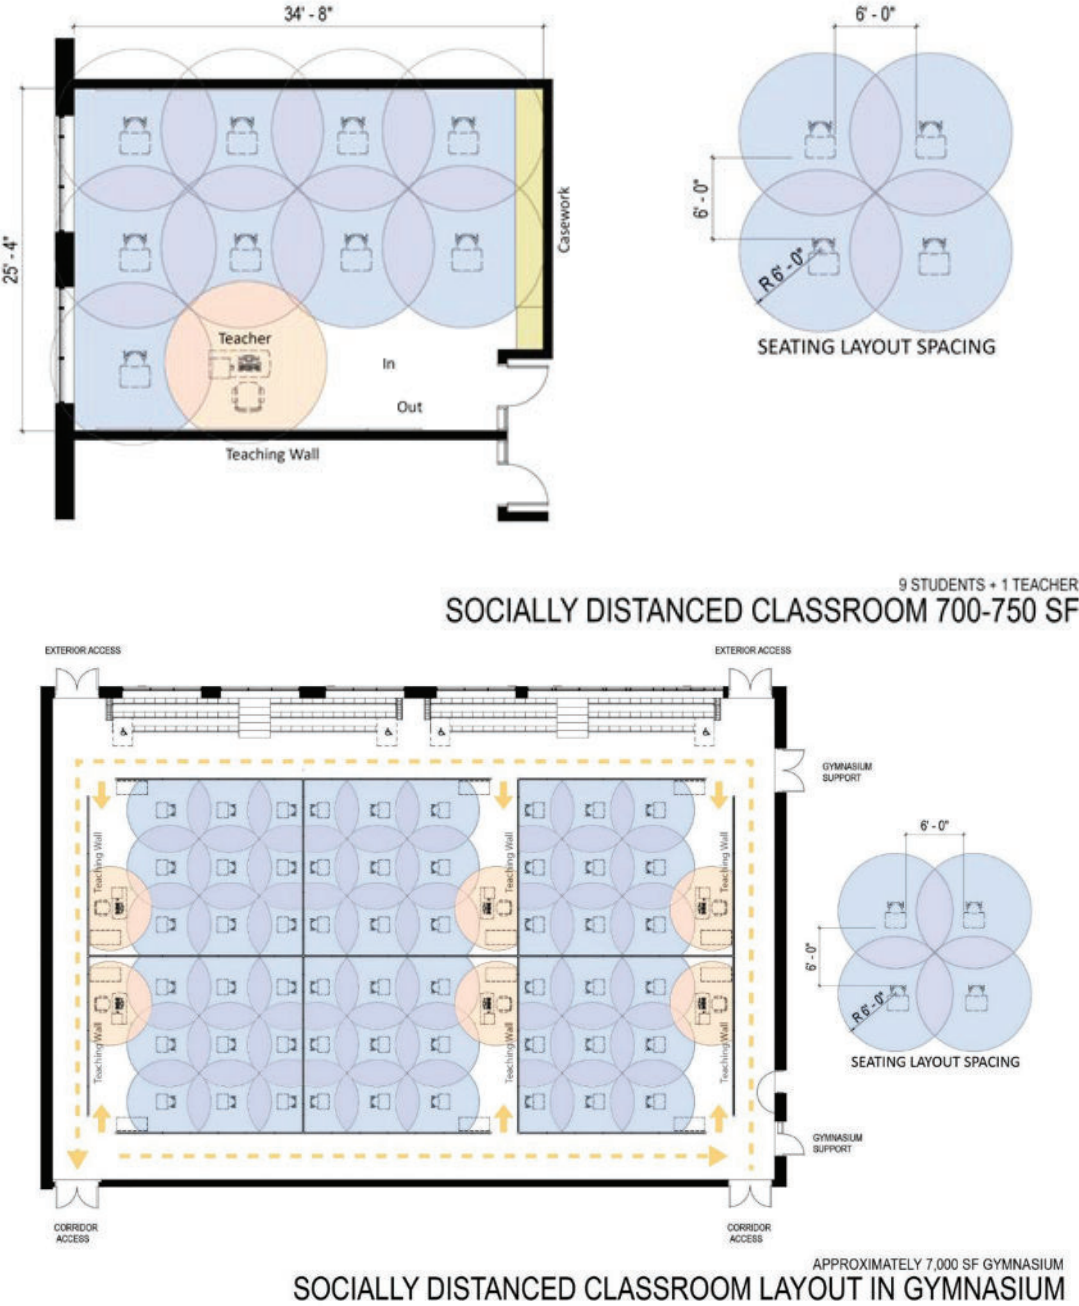 34' - 8"
6' - 0"
25' - 4"
Casework
6' - 0"
R 6' - 0"
Teacher
In
Out
SEATING LAYOUT SPACING
Teaching Wall
9 STUDENTS + 1 TEACHER
SOCIALLY DISTANCED CLASSROOM 700-750 SF
EXTERIOR ACCESS
EXTERIOR ACCESS
GYMNASIUM
SUPPORT
Teaching Wall
Teaching Wall
Teaching Wall
6' - 0"
6' - 0"
R 6' - 0"
Teaching Wall
Teaching Wall
Teaching Wall
SEATING LAYOUT SPACING
GYMNASIUM
SUPPORT
CORRIDOR
ACCESS
CORRIDOR
ACCESS
APPROXIMATELY 7,000 SF GYMNASIUM
SOCIALLY DISTANCED CLASSROOM LAYOUT IN GYMNASIUM